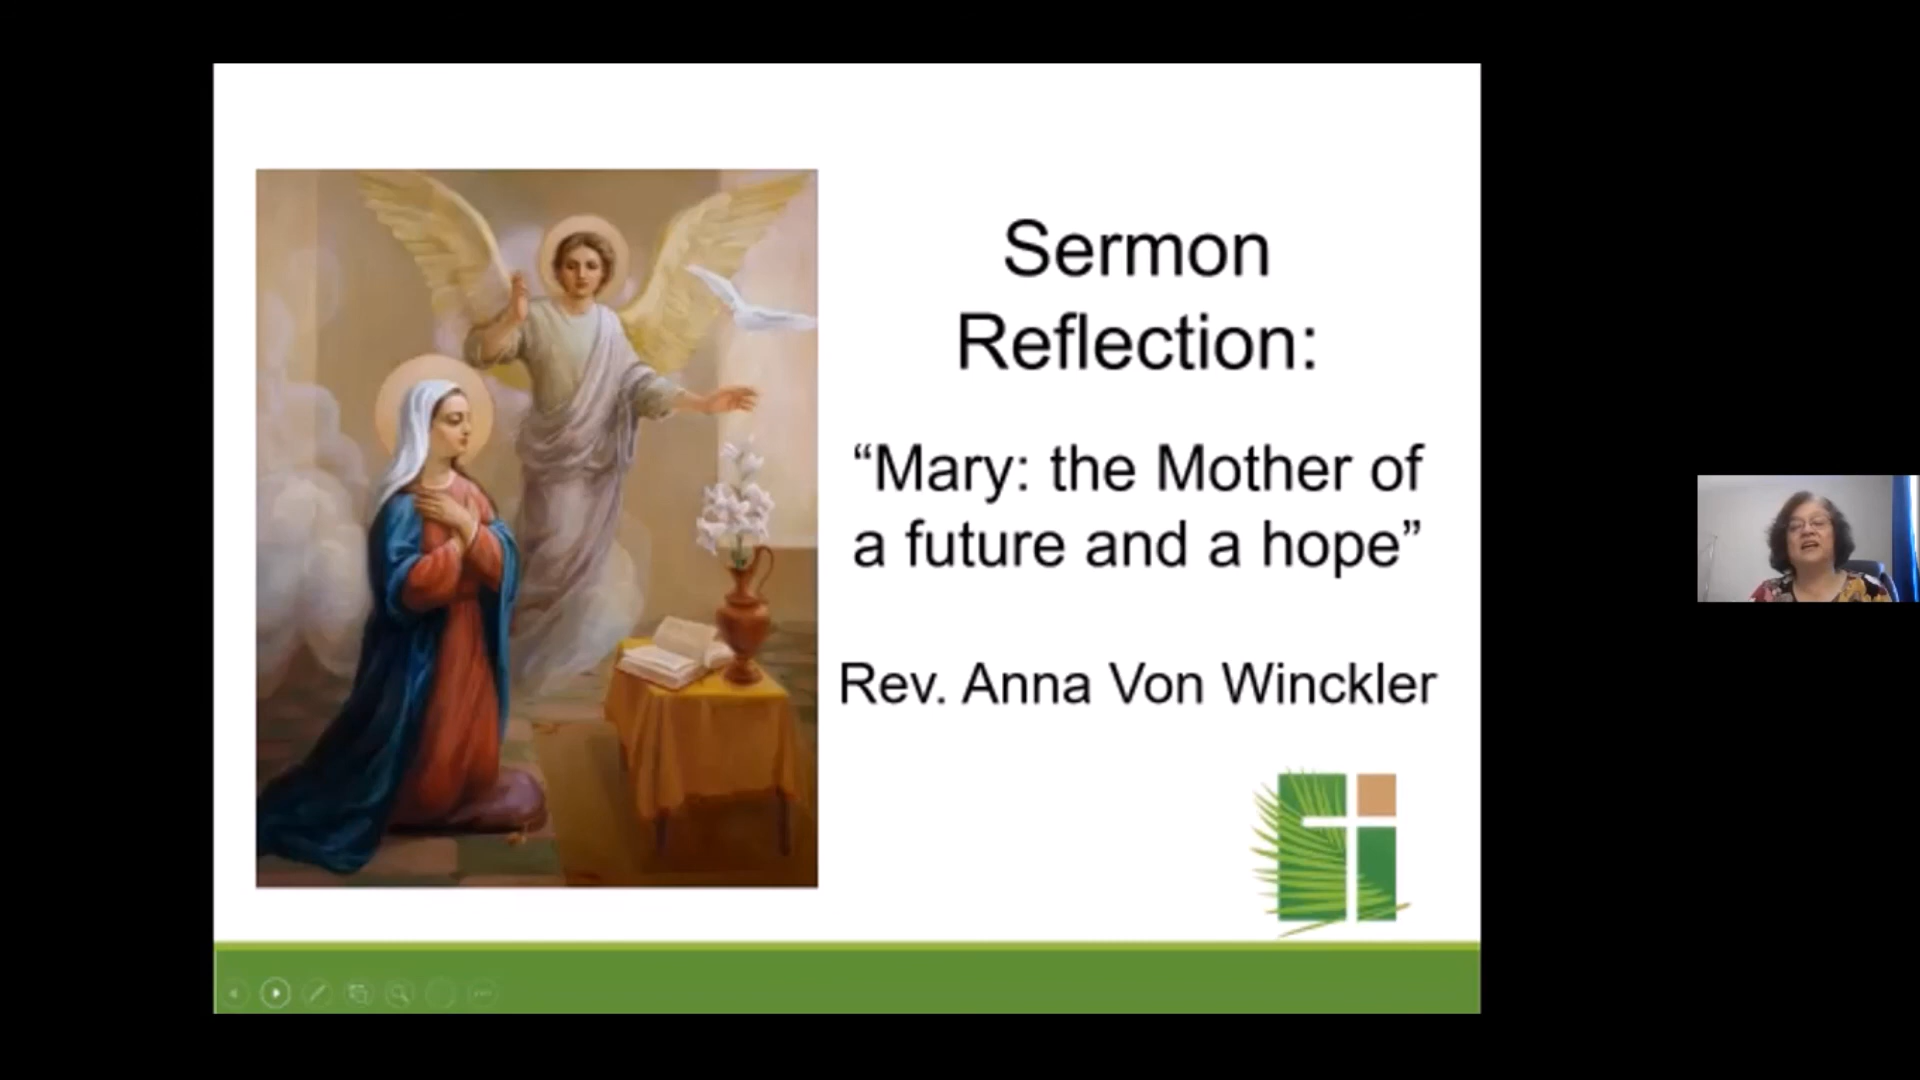 Sermon
Reflection:
“Mary: the Mother of
a future and a hope”
Rev. Anna Von Winckler